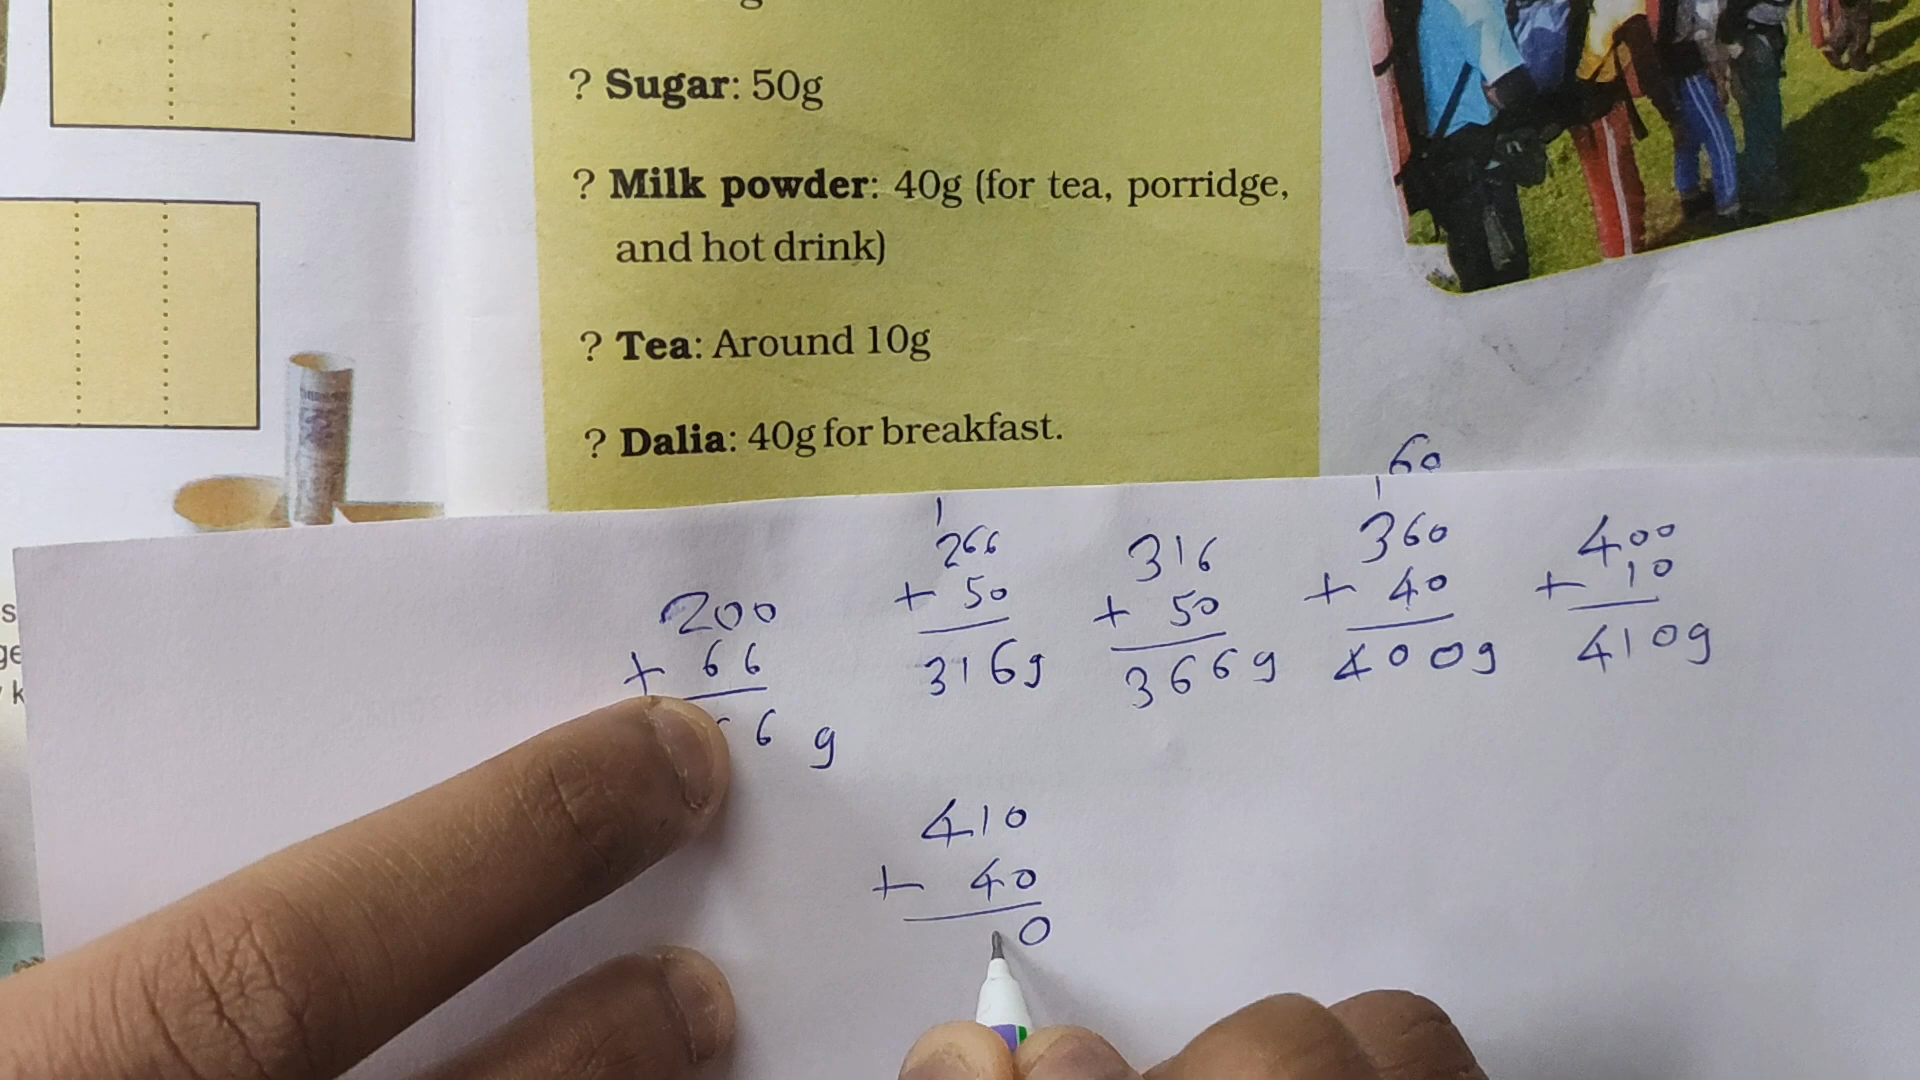 ? Sugar: 50g
? Milk powder: 40g (for tea, porridge,
and hot drink)
? Tea: Around 10g
? Dalia: 40g for breakfast.
60
1
266
+ 50
316g
316
+ 50
366g
1
360
+ 40
400g
400
+ 10
410g
200
+ 66
6 g
410
+ 40
0